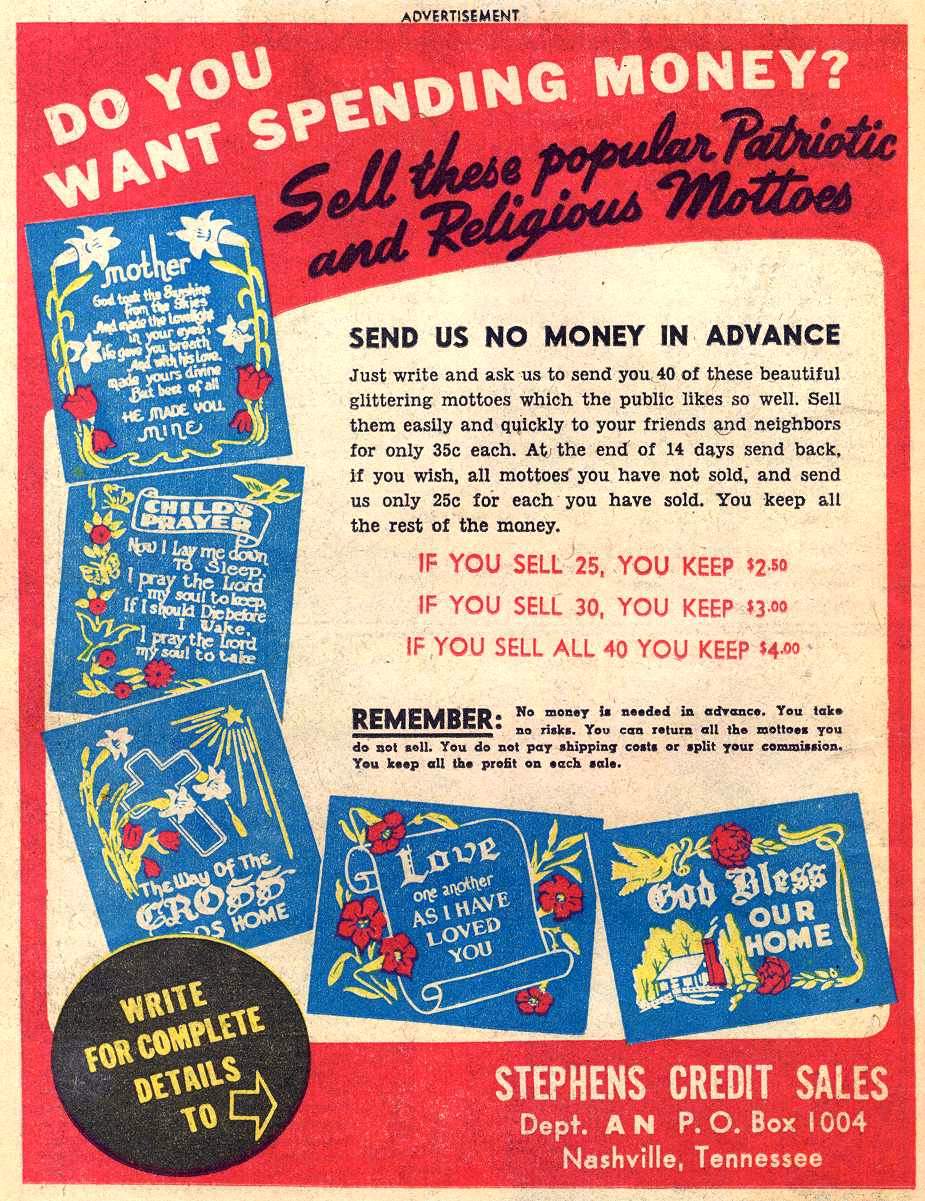 ADVERTISEMENT
DO YOU
WANT SPENDING MONEY?
Sell these popular Patriotic
and Religious Mottoes
mother
God took the Sunshine
from the Skies
And made the Lovelight
in your eyes,
He gave you breath
And with his Love,
made yours divine
But best of all
HE MADE YOU
MINE
CHILD'S
PRAYER
Now I Lay me down
To Sleep,
I pray the Lord
my soul to keep,
If I should Die before
I Wake,
I pray the Lord
my soul to take
The Way Of The
CROSS
HOME
SEND US NO MONEY IN ADVANCE
Just write and ask us to send you 40 of these beautiful
glittering mottoes which the public likes so well. Sell
them easily and quickly to your friends and neighbors
for only 35c each. At the end of 14 days send back,
if you wish, all mottoes you have not sold, and send
us only 25c for each you have sold. You keep all
the rest of the money.
IF YOU SELL 25, YOU KEEP $2.50
IF YOU SELL 30, YOU KEEP $3.00
IF YOU SELL ALL 40 YOU KEEP $4.00
REMEMBER: No money is needed in advance. You take
no risks. You can return all the mottoes you
do not sell. You do not pay shipping costs or split your commission.
You keep all the profit on each sale.
Love
one another
AS I HAVE
LOVED
YOU
God Bless
OUR
HOME
WRITE
FOR COMPLETE
DETAILS
TO
STEPHENS CREDIT SALES
Dept. AN P. O. Box 1004
Nashville, Tennessee